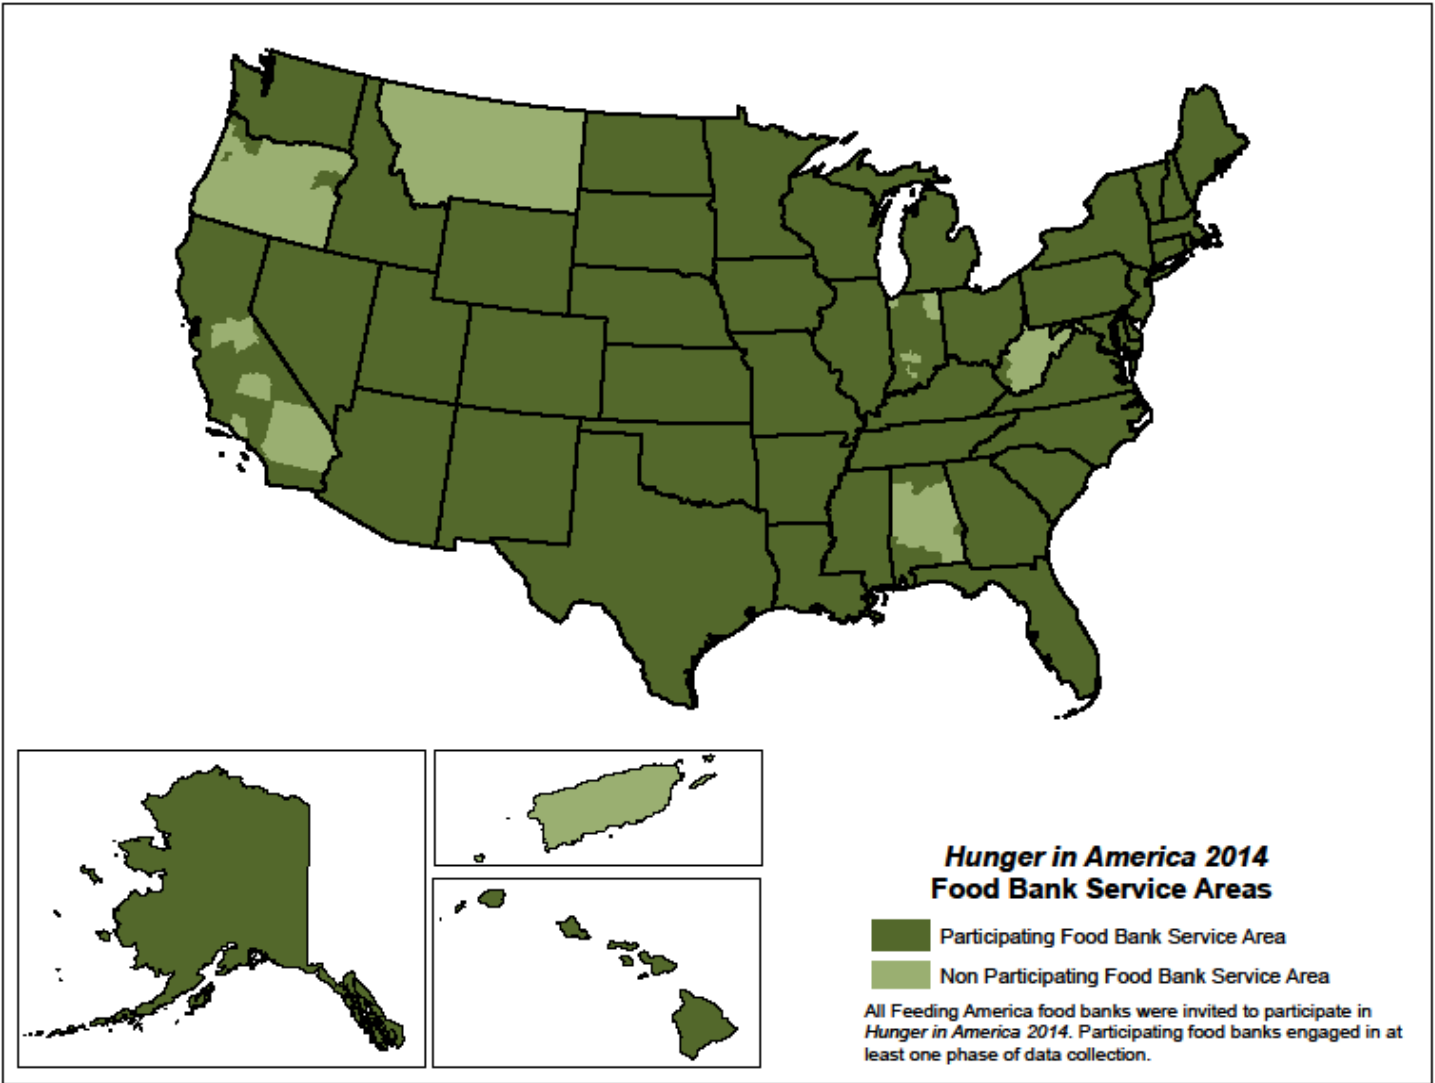 Hunger in America 2014
Food Bank Service Areas
Participating Food Bank Service Area
Non Participating Food Bank Service Area
All Feeding America food banks were invited to participate in
Hunger in America 2014. Participating food banks engaged in at
least one phase of data collection.